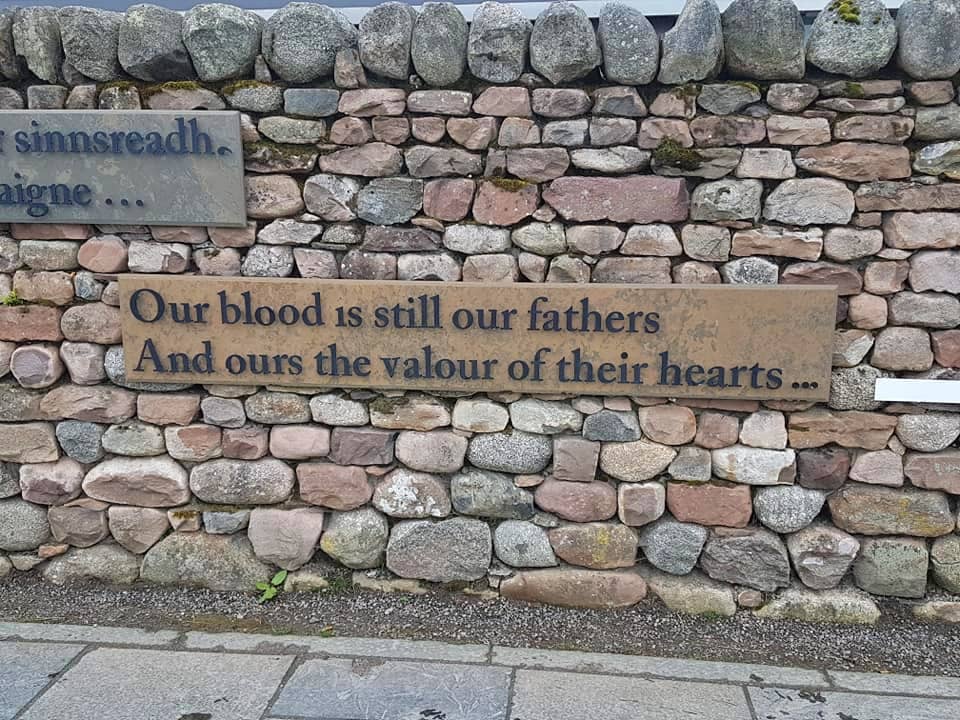 sinnsreadh.
aigne ...
Our blood is still our fathers
And ours the valour of their hearts ...